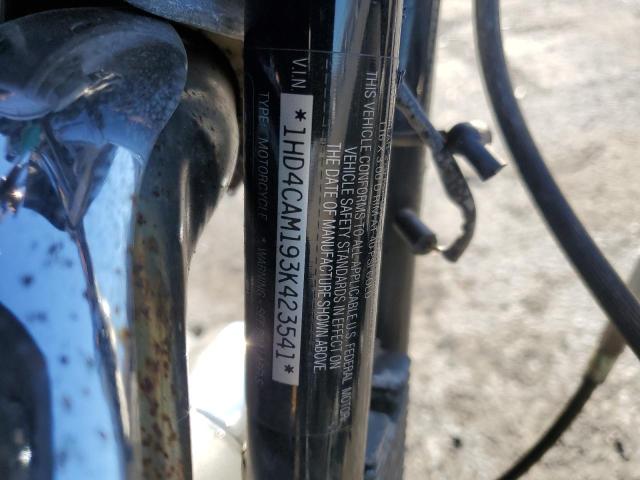 THIS VEHICLE CONFORMS TO ALL APPLICABLE U.S. FEDERAL MOTOR
VEHICLE SAFETY STANDARDS IN EFFECT ON
THE DATE OF MANUFACTURE SHOWN ABOVE
V.I.N.
*1HD4CAM193K423541*
TYPE: MOTORCYCLE * WARNING: